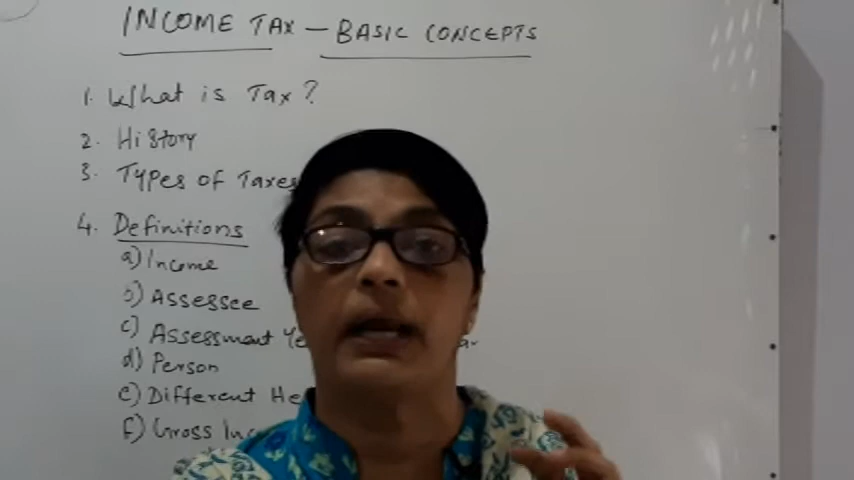 INCOME TAX – BASIC CONCEPTS
1. What is Tax?
2. History
3. Types of Taxes
4. Definitions
a) Income
b) Assessee
c) Assessment
d) Person
e) Different
f) Gross